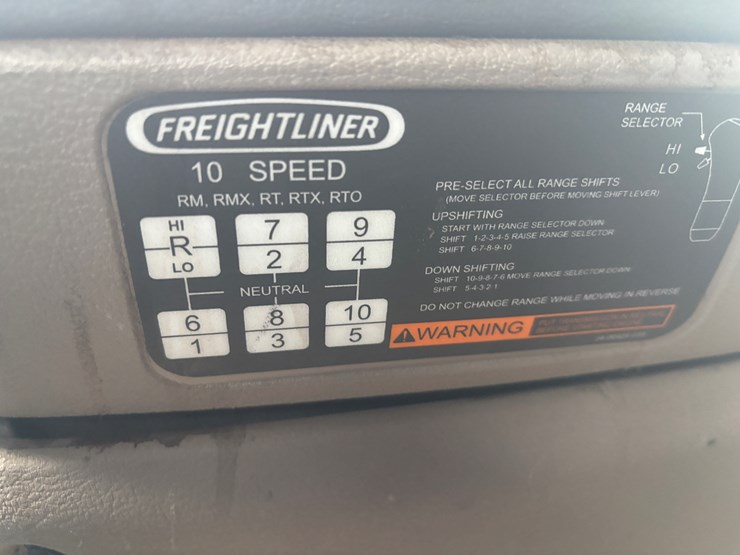 FREIGHTLINER
10 SPEED
RM, RMX, RT, RTX, RTO
HI
R
LO
7
2
9
4
NEUTRAL
6
1
8
3
10
5
RANGE
SELECTOR
HI
LO
PRE-SELECT ALL RANGE SHIFTS
(MOVE SELECTOR BEFORE MOVING SHIFT LEVER)
UPSHIFTING
START WITH RANGE SELECTOR DOWN
SHIFT 1-2-3-4-5 RAISE RANGE SELECTOR
SHIFT 6-7-8-9-10
DOWN SHIFTING
SHIFT 10-9-8-7-6 MOVE RANGE SELECTOR DOWN
SHIFT 5-4-3-2-1
DO NOT CHANGE RANGE WHILE MOVING IN REVERSE
WARNING